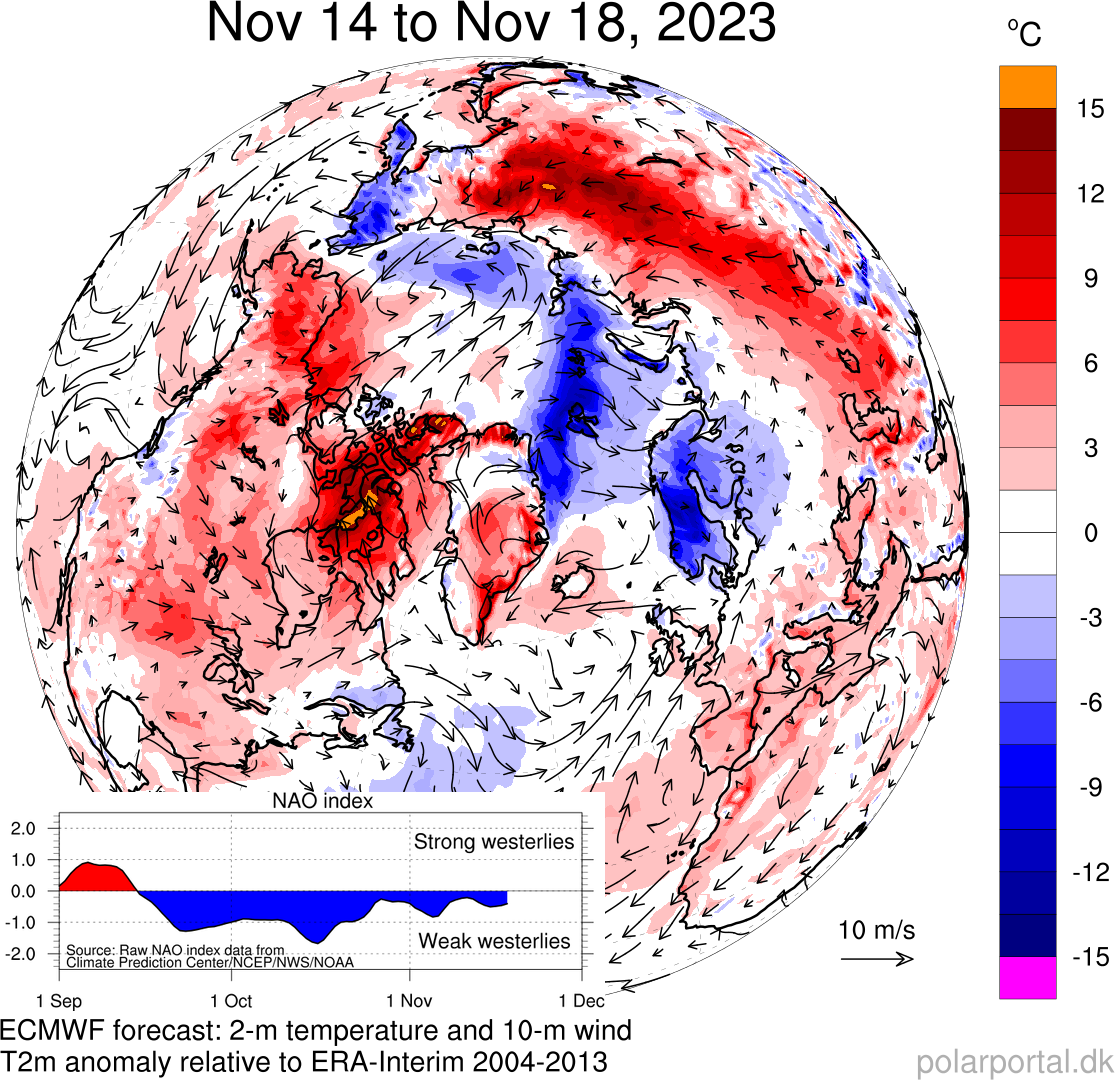 Nov 14 to Nov 18, 2023
°C
15
12
9
6
3
0
-3
-6
-9
-12
-15
10 m/s
NAO index
2.0
1.0
0.0
-1.0
-2.0
Strong westerlies
Weak westerlies
Source: Raw NAO index data from
Climate Prediction Center/NCEP/NWS/NOAA
1 Sep 1 Oct 1 Nov 1 Dec
ECMWF forecast: 2-m temperature and 10-m wind
T2m anomaly relative to ERA-Interim 2004-2013
polarportal.dk